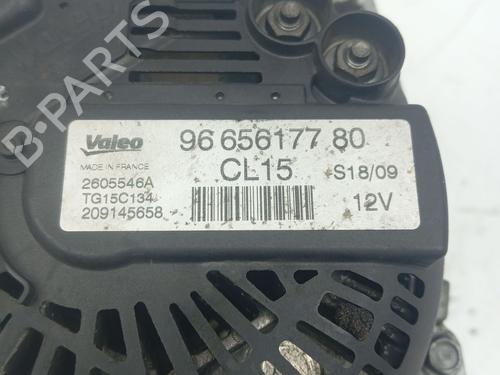 B-PARTS
Valeo
MADE IN FRANCE
96 656177 80
CL15
S18/09
2605546A
TG15C134
209145658
12V